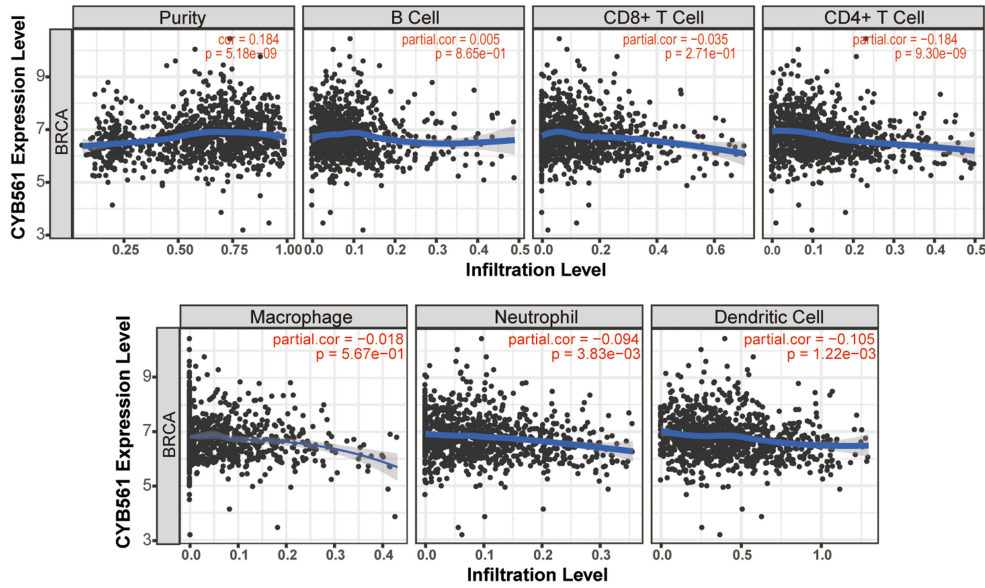 Purity
B Cell
CD8+ T Cell
CD4+ T Cell
CYB561 Expression Level
BRCA
9
7
5
3
cor = 0.184
p = 5.18e−09
partial.cor = 0.005
p = 8.65e−01
partial.cor = −0.035
p = 2.71e−01
partial.cor = −0.184
p = 9.30e−09
0.25 0.50 0.75 1.00
0.0 0.1 0.2 0.3 0.4 0.5
0.0 0.2 0.4 0.6
0.0 0.1 0.2 0.3 0.4 0.5
Infiltration Level
Macrophage
Neutrophil
Dendritic Cell
CYB561 Expression Level
BRCA
9
7
5
3
partial.cor = −0.018
p = 5.67e−01
partial.cor = −0.094
p = 3.83e−03
partial.cor = −0.105
p = 1.22e−03
0.0 0.1 0.2 0.3 0.4
0.0 0.1 0.2 0.3
0.0 0.5 1.0
Infiltration Level